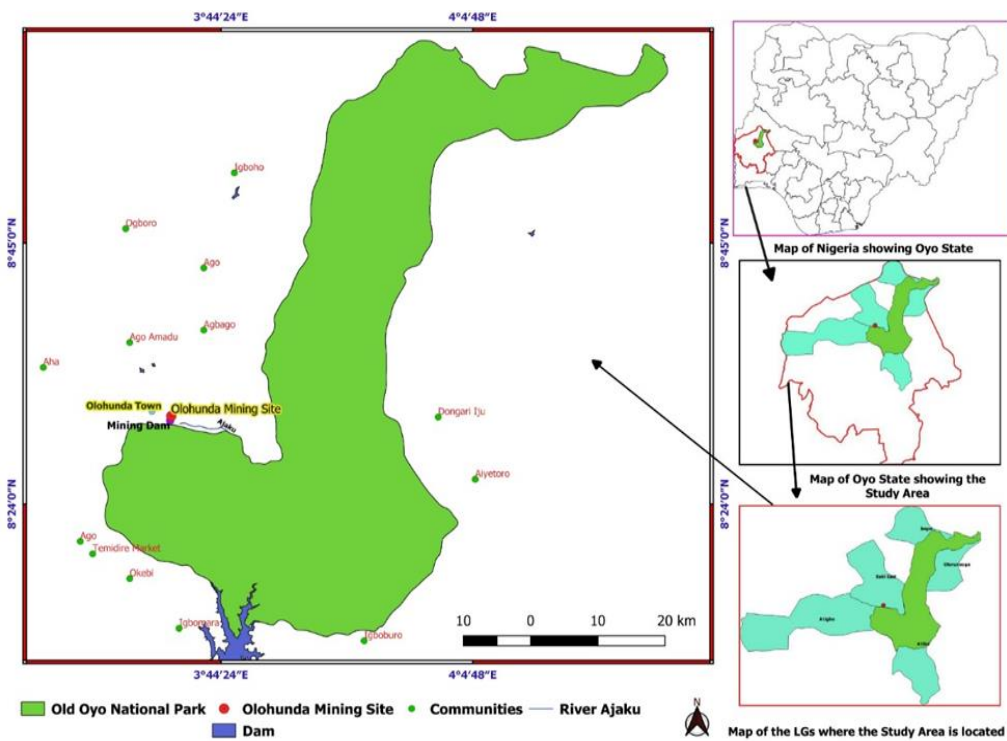 3°44′24″E
4°4′48″E
Igboho
Ogboro
8°45′0″N
8°45′0″N
Ago
Agbago
Ago Amadu
Aha
Olohunda Town
Olohunda Mining Site
Mining Dam
Ajaku
Dongari Iju
Aiyetoro
8°24′0″N
8°24′0″N
Ago
Temidire Market
Okebi
Igbomara
Igboburo
10 0 10 20 km
3°44′24″E
4°4′48″E
Old Oyo National Park
Olohunda Mining Site
Communities
River Ajaku
Dam
N
Map of Nigeria showing Oyo State
Map of Oyo State showing the
Study Area
Atisbo
Map of the LGs where the Study Area is located